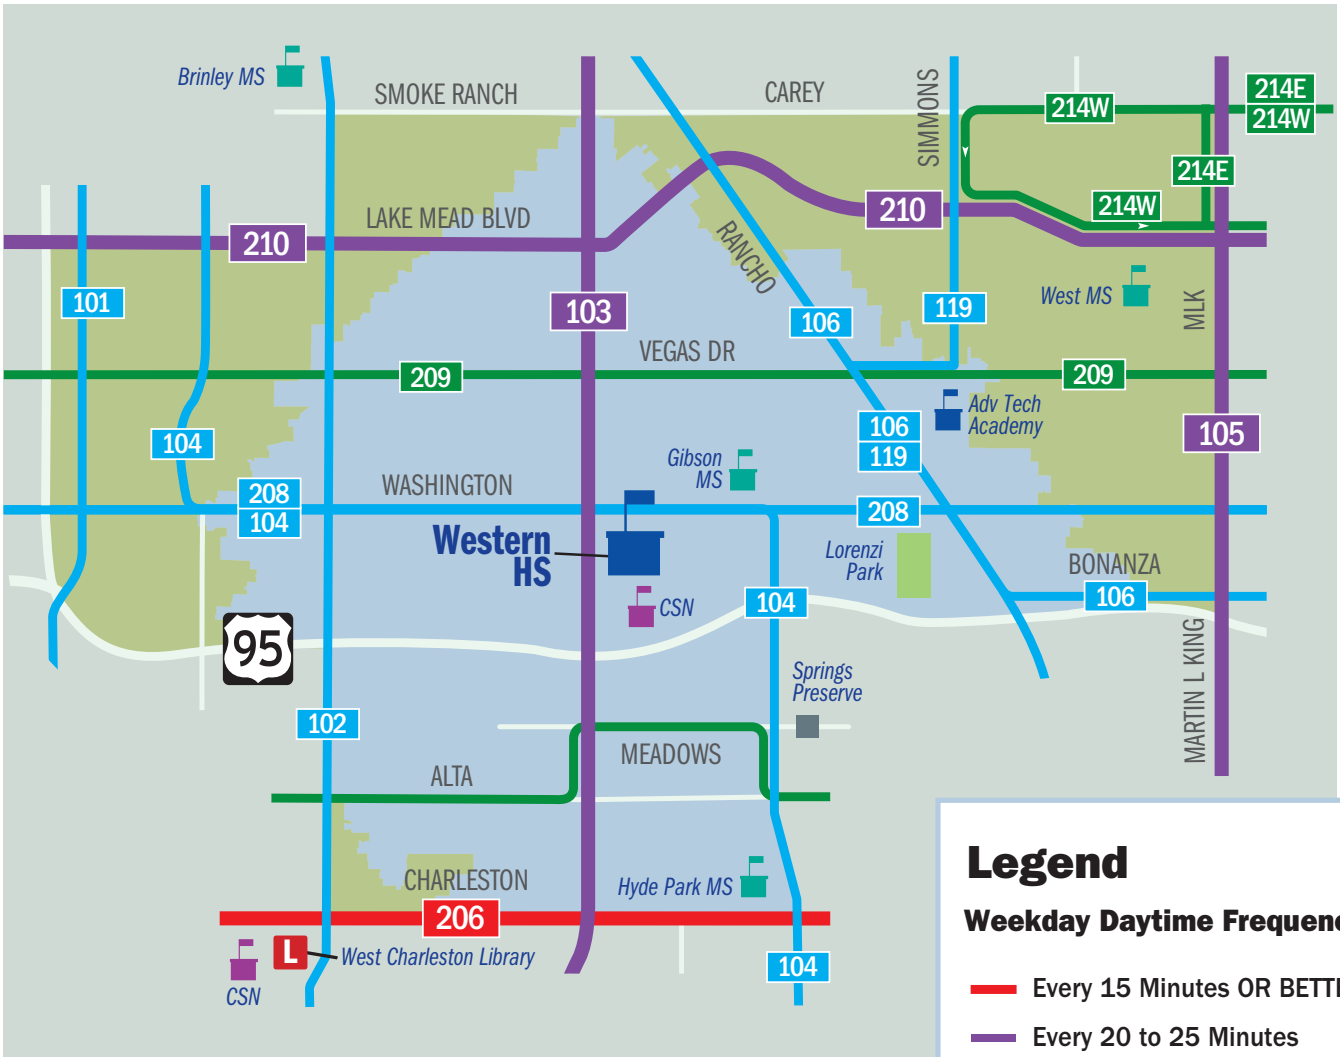 Brinley MS
SMOKE RANCH
CAREY
SIMMONS
214W
214E
214W
214E
214W
LAKE MEAD BLVD
210
210
RANCHO
101
103
106
119
West MS
MLK
VEGAS DR
209
209
104
106
119
Adv Tech
Academy
105
Gibson
MS
208
104
WASHINGTON
208
Western
HS
Lorenzi
Park
BONANZA
106
CSN
104
95
MARTIN L KING
Springs
Preserve
102
MEADOWS
ALTA
CHARLESTON
Hyde Park MS
206
L
West Charleston Library
CSN
104
Legend
Weekday Daytime Frequenc
Every 15 Minutes OR BETT
Every 20 to 25 Minutes